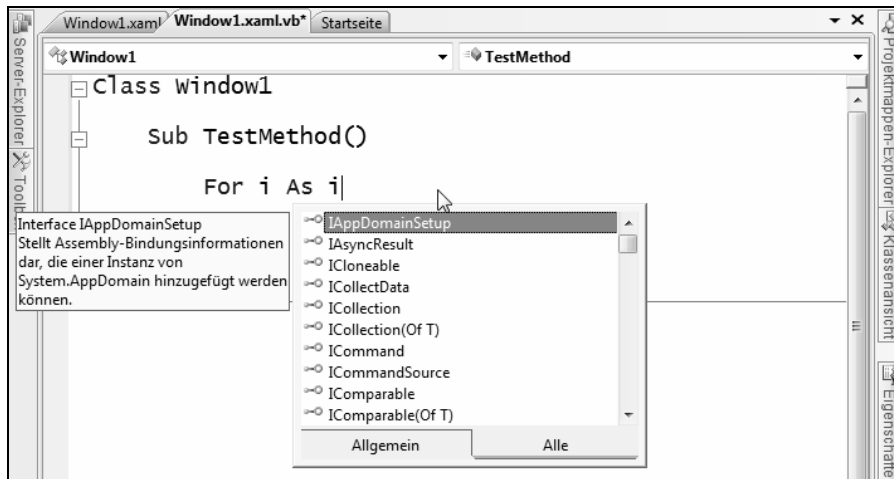 Window1.xaml
Window1.xaml.vb*
Startseite
Window1
TestMethod
Class Window1
Sub TestMethod()
For i As i
Interface IAppDomainSetup
Stellt Assembly-Bindungsinformationen
dar, die einer Instanz von
System.AppDomain hinzugefügt werden
können.
IAppDomainSetup
IAsyncResult
ICloneable
ICollectData
ICollection
ICollection(Of T)
ICommand
ICommandSource
IComparable
IComparable(Of T)
Allgemein
Alle
Server-Explorer
Projektmappen-Explorer
Klassenansicht